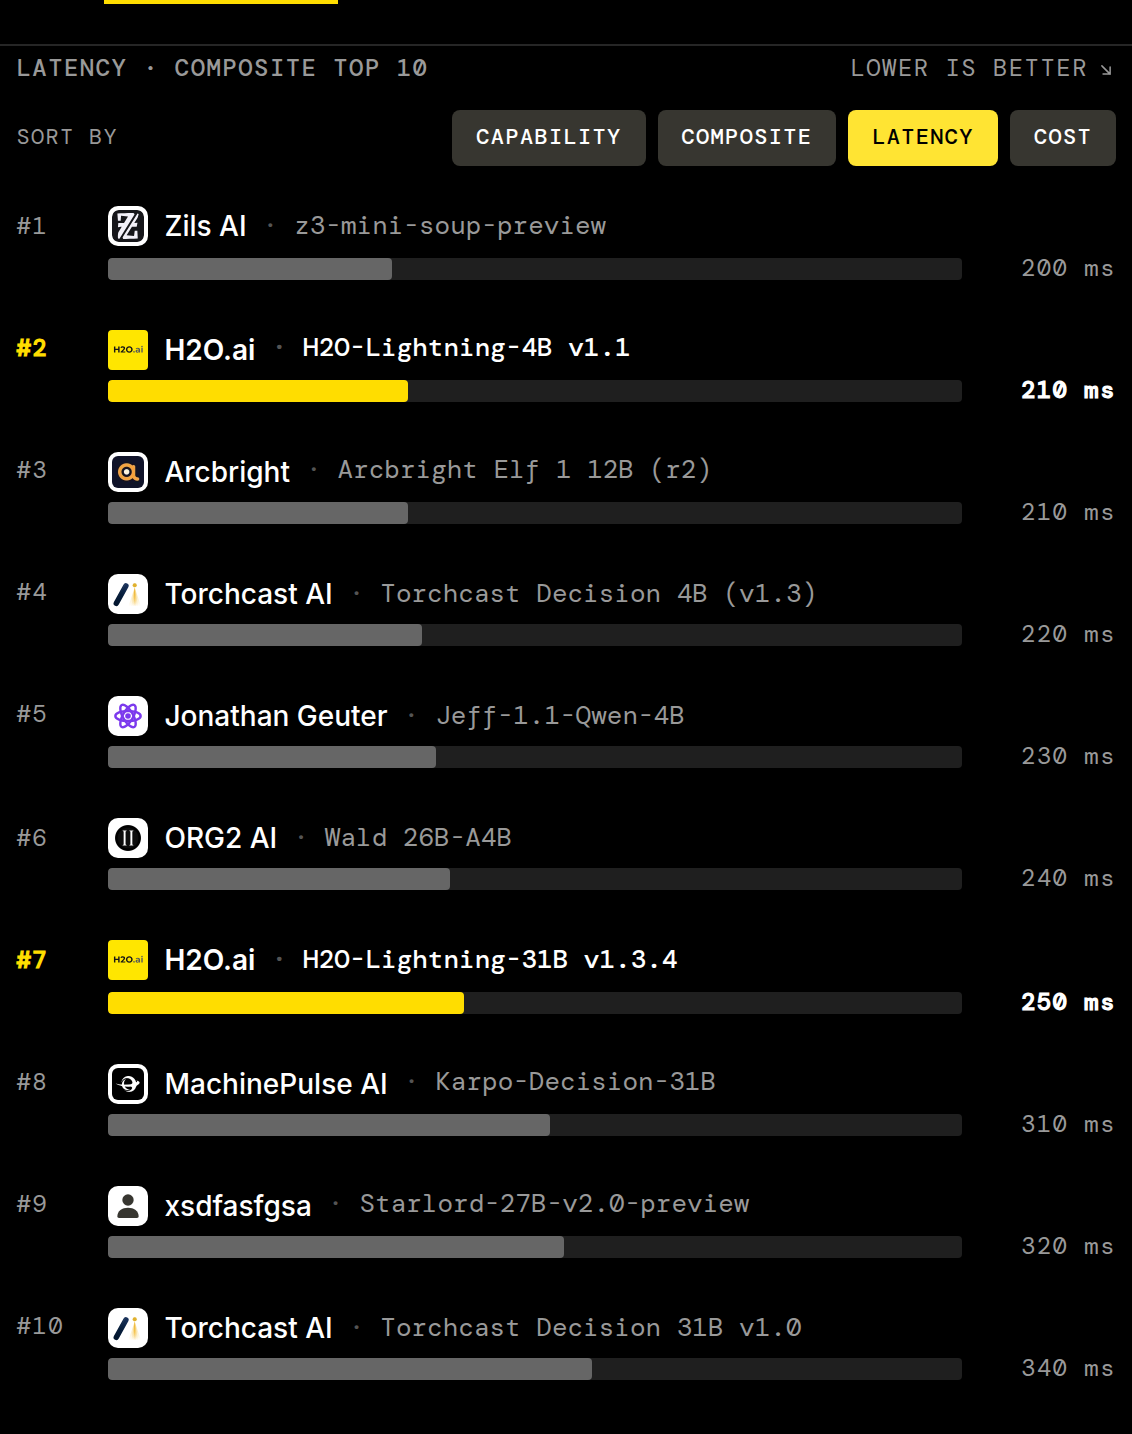 LATENCY · COMPOSITE TOP 10 LOWER IS BETTER ↘
SORT BY CAPABILITY COMPOSITE LATENCY COST
#1 Zils AI · z3-mini-soup-preview
200 ms
#2 H2O.ai H2O.ai · H2O-Lightning-4B v1.1
210 ms
#3 Arcbright · Arcbright Elf 1 12B (r2)
210 ms
#4 Torchcast AI · Torchcast Decision 4B (v1.3)
220 ms
#5 Jonathan Geuter · Jeff-1.1-Qwen-4B
230 ms
#6 ORG2 AI · Wald 26B-A4B
240 ms
#7 H2O.ai H2O.ai · H2O-Lightning-31B v1.3.4
250 ms
#8 MachinePulse AI · Karpo-Decision-31B
310 ms
#9 xsdfasfgsa · Starlord-27B-v2.0-preview
320 ms
#10 Torchcast AI · Torchcast Decision 31B v1.0
340 ms